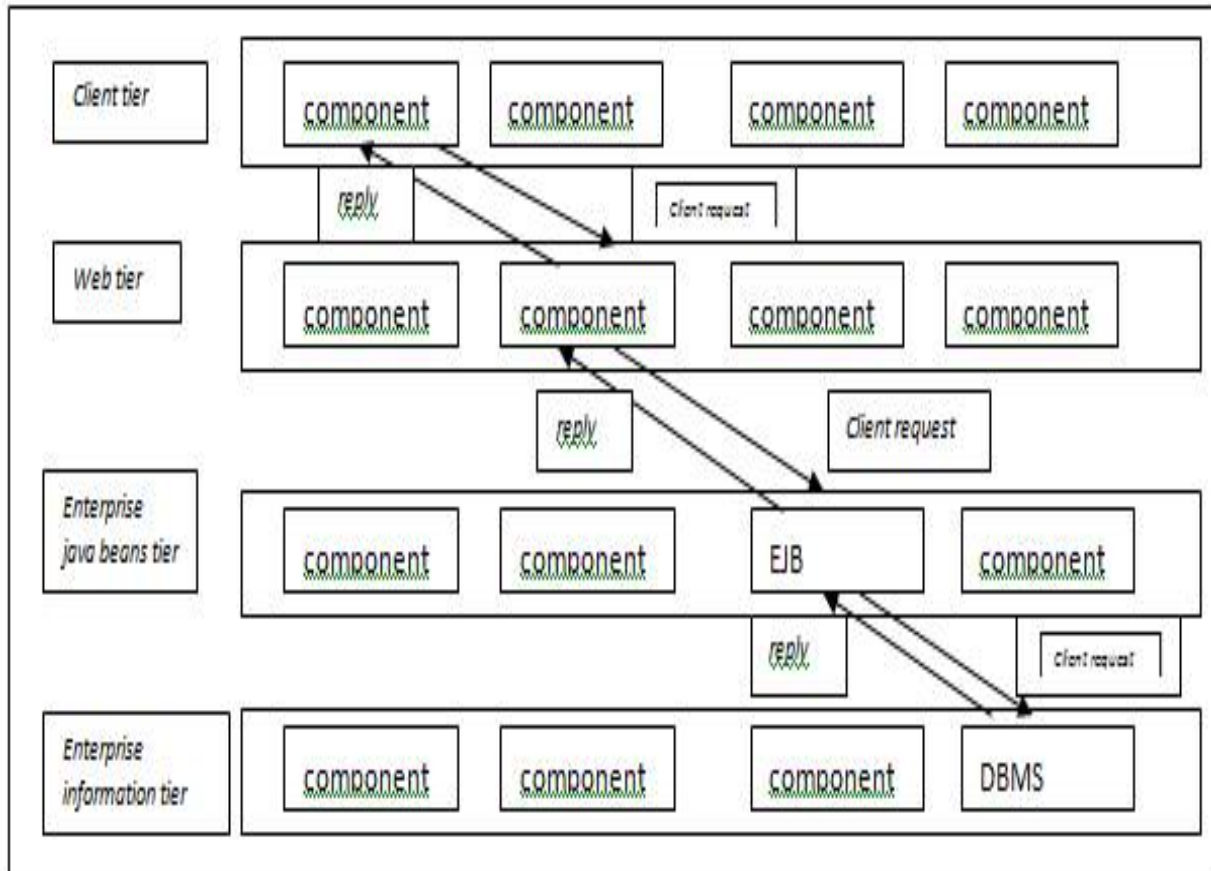 Client tier
component component component component
reply Client request
Web tier
component component component component
reply Client request
Enterprise
java beans tier
component component EJB component
reply Client request
Enterprise
information tier
component component component DBMS